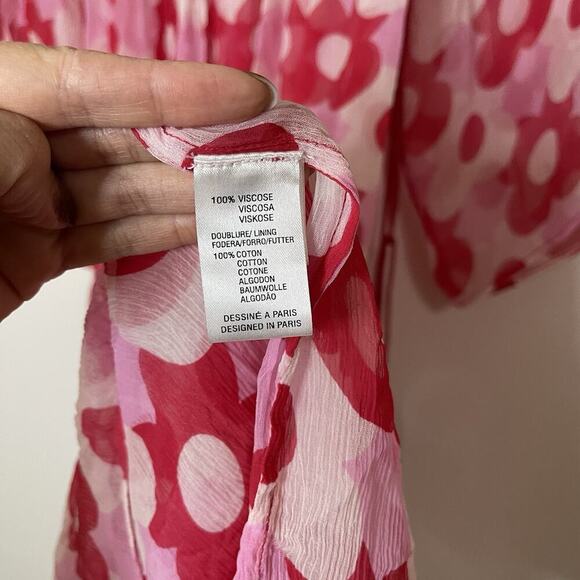 100% VISCOSE
VISCOSA
VISKOSE
DOUBLURE/ LINING
FODERA/FORRO/FUTTER
100% COTON
COTTON
COTONE
ALGODON
BAUMWOLLE
ALGODÃO
DESSINÉ A PARIS
DESIGNED IN PARIS